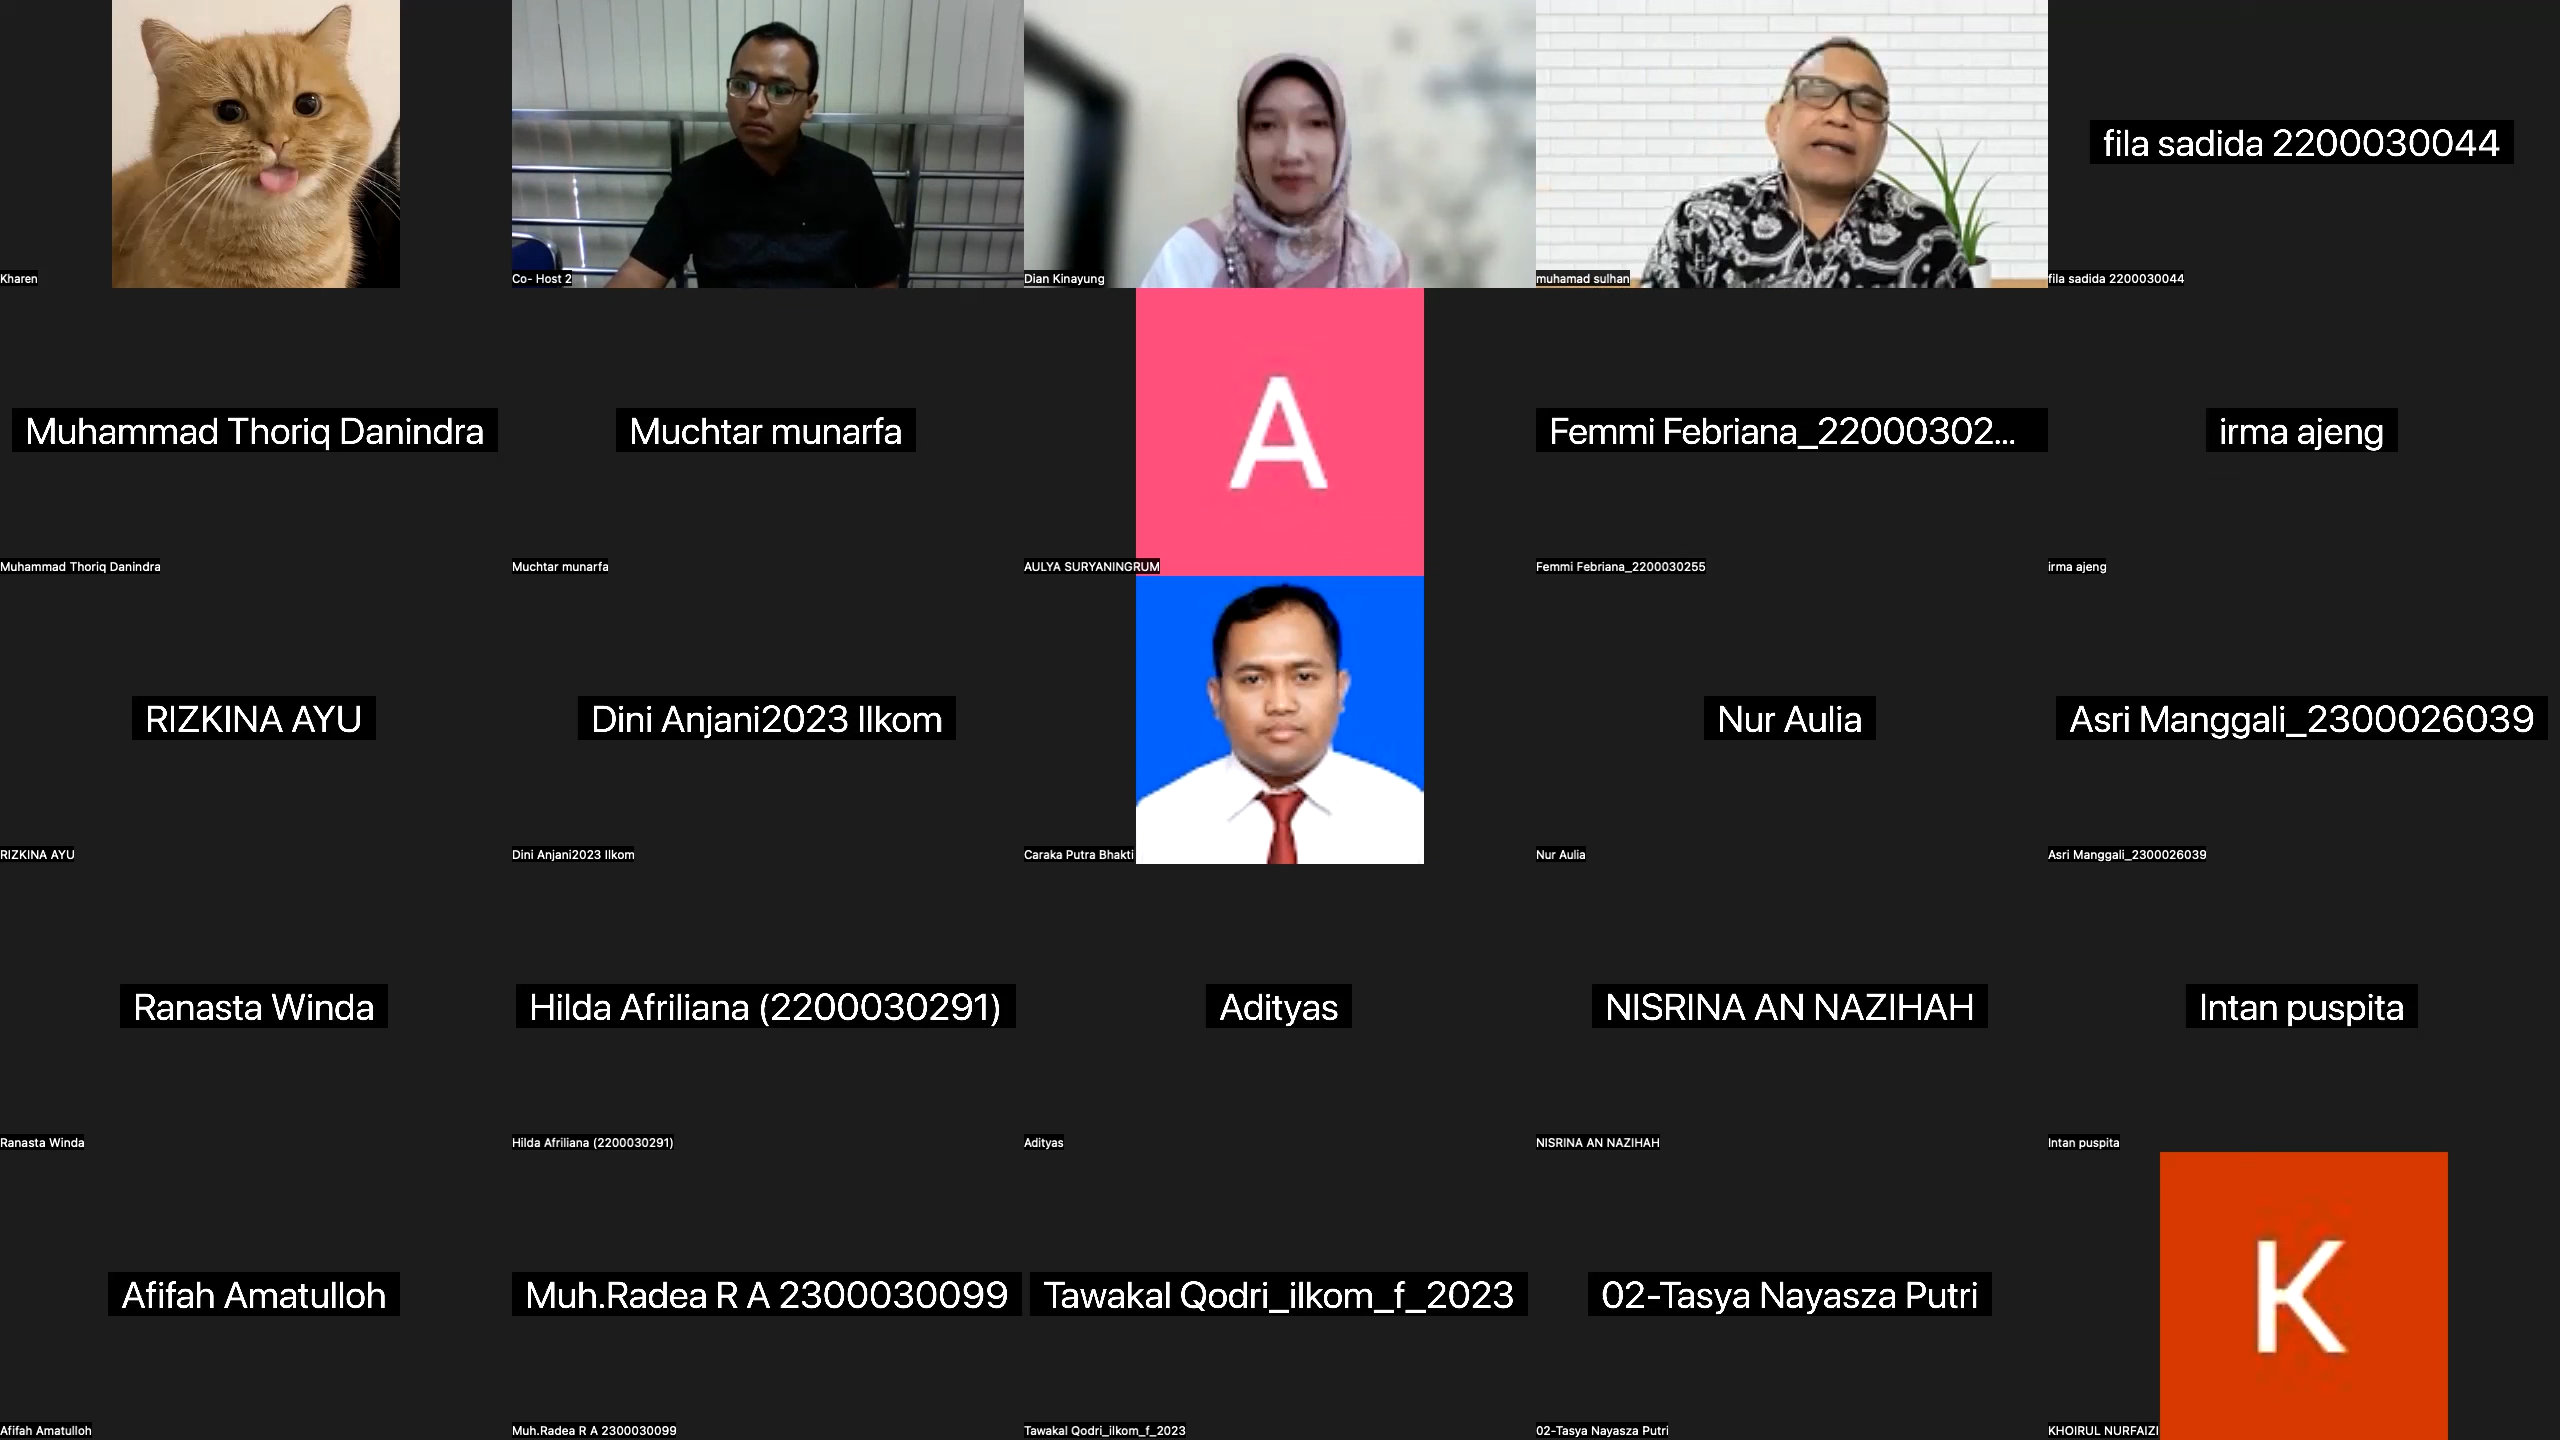 fila sadida 2200030044
Kharen
Co- Host 2
Dian Kinayung
muhamad sulhan
fila sadida 2200030044
Muhammad Thoriq Danindra
Muchtar munarfa
A
Femmi Febriana_22000302...
irma ajeng
Muhammad Thoriq Danindra
Muchtar munarfa
AULYA SURYANINGRUM
Femmi Febriana_2200030255
irma ajeng
RIZKINA AYU
Dini Anjani2023 Ilkom
Nur Aulia
Asri Manggali_2300026039
RIZKINA AYU
Dini Anjani2023 Ilkom
Caraka Putra Bhakti
Nur Aulia
Asri Manggali_2300026039
Ranasta Winda
Hilda Afriliana (2200030291)
Adityas
NISRINA AN NAZIHAH
Intan puspita
Ranasta Winda
Hilda Afriliana (2200030291)
Adityas
NISRINA AN NAZIHAH
Intan puspita
Afifah Amatulloh
Muh.Radea R A 2300030099
Tawakal Qodri_ilkom_f_2023
02-Tasya Nayasza Putri
K
Afifah Amatulloh
Muh.Radea R A 2300030099
Tawakal Qodri_ilkom_f_2023
02-Tasya Nayasza Putri
KHOIRUL NURFAIZI